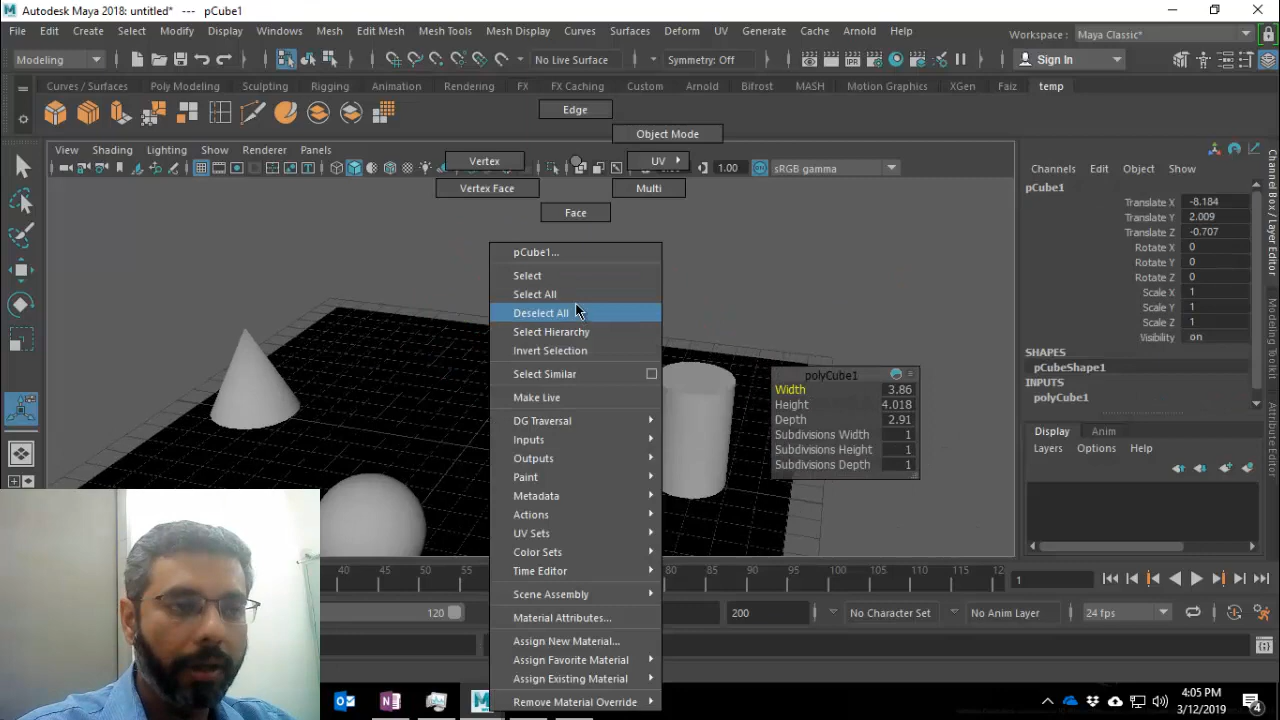 Autodesk Maya 2018: untitled* --- pCube1
File Edit Create Select Modify Display Windows Mesh Edit Mesh Mesh Tools Mesh Display Curves Surfaces Deform UV Generate Cache Arnold Help
Workspace : Maya Classic*
Modeling
No Live Surface
Symmetry: Off
Sign In
Curves / Surfaces Poly Modeling Sculpting Rigging Animation Rendering FX FX Caching Custom Arnold Bifrost MASH Motion Graphics XGen Faiz temp
Edge
Object Mode
View Shading Lighting Show Renderer Panels
Vertex
UV
1.00
sRGB gamma
Vertex Face
Multi
Face
Channels Edit Object Show
pCube1
Translate X -8.184
Translate Y 2.009
Translate Z -0.707
Rotate X 0
Rotate Y 0
Rotate Z 0
Scale X 1
Scale Y 1
Scale Z 1
Visibility on
SHAPES
pCubeShape1
INPUTS
polyCube1
Channel Box / Layer Editor
Modeling Toolkit
Attribute Editor
pCube1...
Select
Select All
Deselect All
Select Hierarchy
Invert Selection
Select Similar
Make Live
DG Traversal
Inputs
Outputs
Paint
Metadata
Actions
UV Sets
Color Sets
Time Editor
Scene Assembly
Material Attributes...
Assign New Material...
Assign Favorite Material
Assign Existing Material
Remove Material Override
polyCube1
Width 3.86
Height 4.018
Depth 2.91
Subdivisions Width 1
Subdivisions Height 1
Subdivisions Depth 1
Display Anim
Layers Options Help
40 45 50 55 80 85 90 95 100 105 110 115 12
1
120
200
No Character Set
No Anim Layer
24 fps
4:05 PM
3/12/2019
4